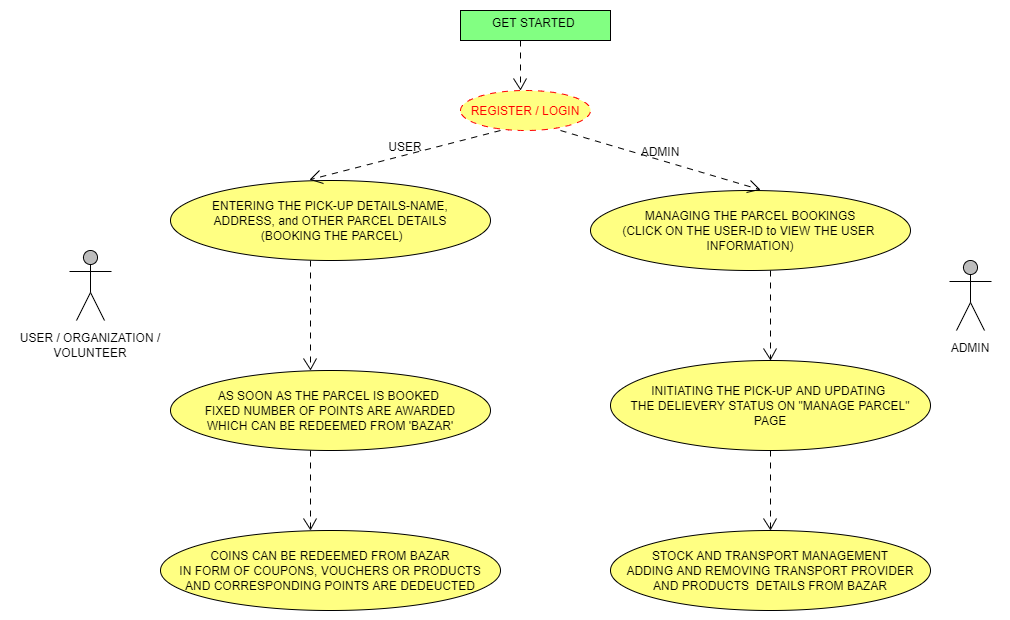 GET STARTED
REGISTER / LOGIN
USER
ADMIN
ENTERING THE PICK-UP DETAILS-NAME,
ADDRESS, and OTHER PARCEL DETAILS
(BOOKING THE PARCEL)
MANAGING THE PARCEL BOOKINGS
(CLICK ON THE USER-ID to VIEW THE USER
INFORMATION)
USER / ORGANIZATION /
VOLUNTEER
ADMIN
AS SOON AS THE PARCEL IS BOOKED
FIXED NUMBER OF POINTS ARE AWARDED
WHICH CAN BE REDEEMED FROM 'BAZAR'
INITIATING THE PICK-UP AND UPDATING
THE DELIEVERY STATUS ON "MANAGE PARCEL"
PAGE
COINS CAN BE REDEEMED FROM BAZAR
IN FORM OF COUPONS, VOUCHERS OR PRODUCTS
AND CORRESPONDING POINTS ARE DEDEUCTED
STOCK AND TRANSPORT MANAGEMENT
ADDING AND REMOVING TRANSPORT PROVIDER
AND PRODUCTS DETAILS FROM BAZAR